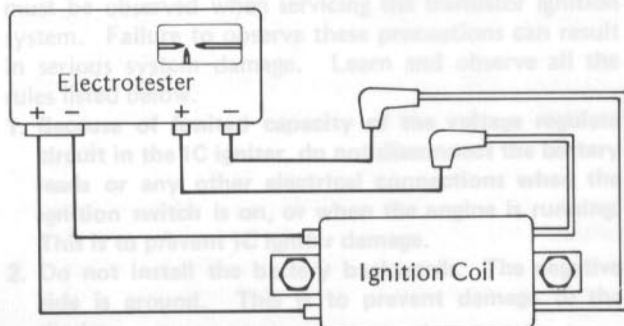 must be observed when servicing the transistor ignition
system. Failure to observe these precautions can result
in serious system damage. Learn and observe all the
rules listed below.
Electrotester
+ − −
1. Because of limited capacity of the voltage regulate
circuit in the IC igniter, do not disconnect the battery
leads or any other electrical connections when the
ignition switch is on, or when the engine is running.
This is to prevent IC igniter damage.
Ignition Coil
2. Do not install the battery backwards. The negative
side is ground. This is to prevent damage to the